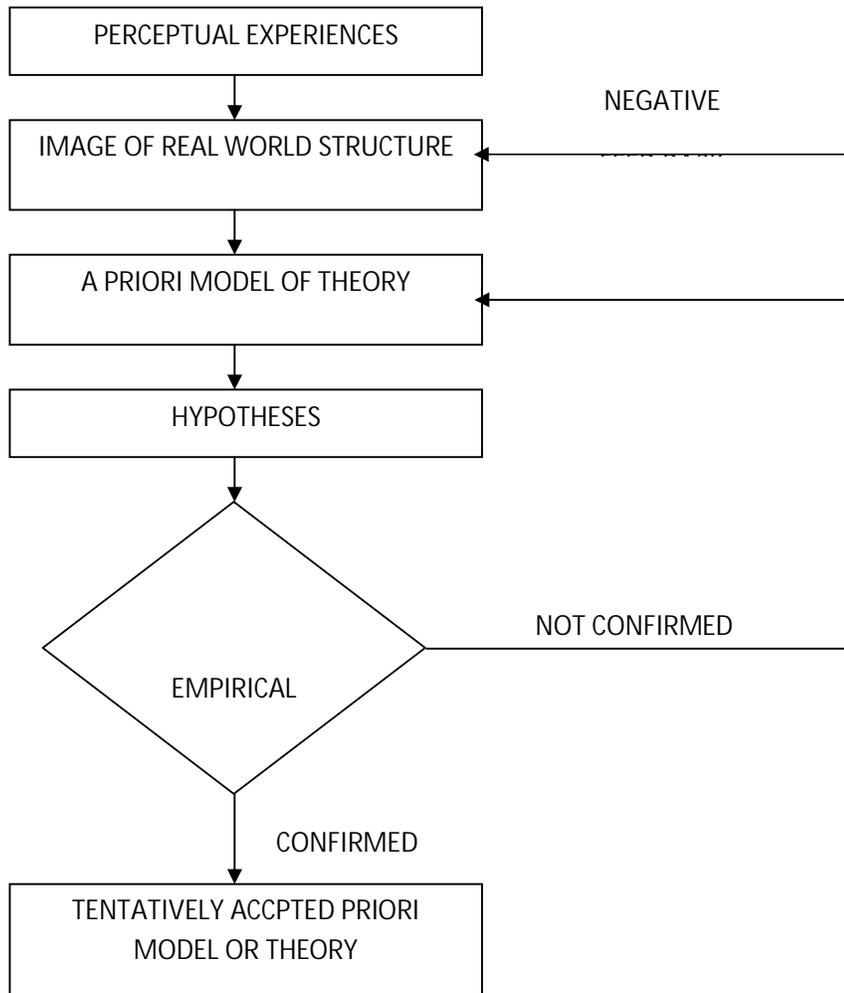 PERCEPTUAL EXPERIENCES
NEGATIVE
IMAGE OF REAL WORLD STRUCTURE
A PRIORI MODEL OF THEORY
HYPOTHESES
NOT CONFIRMED
EMPIRICAL
CONFIRMED
TENTATIVELY ACCPTED PRIORI
MODEL OR THEORY